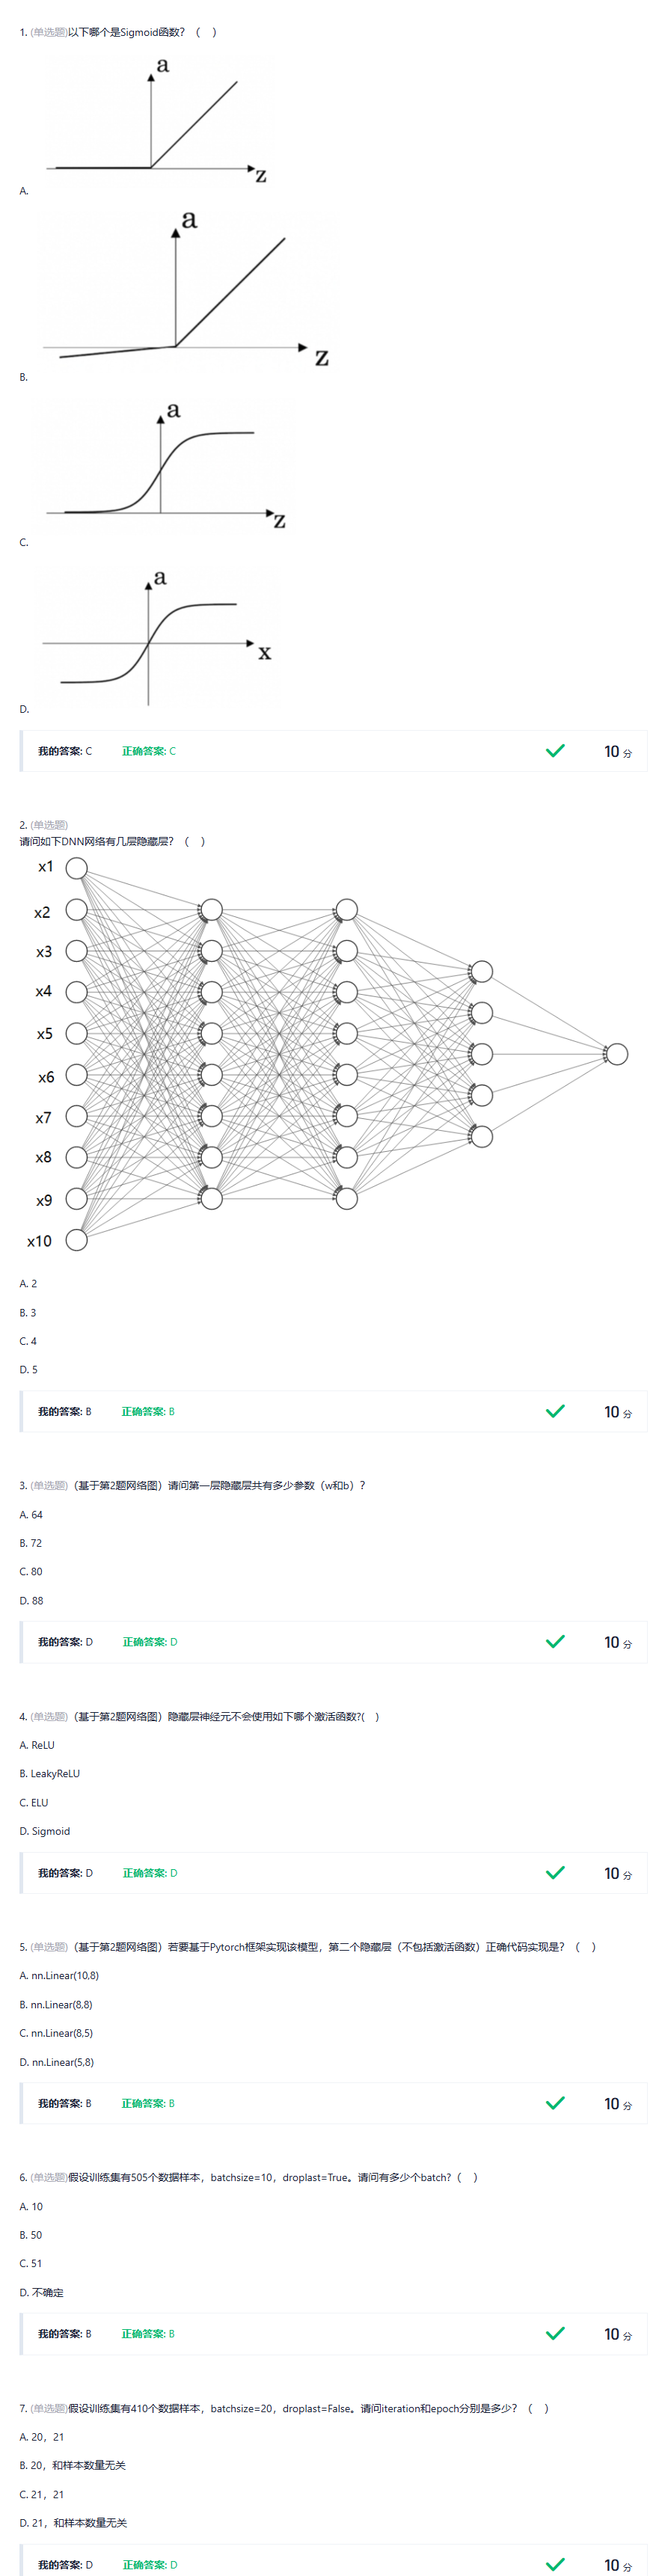 1. (单选题)以下哪个是Sigmoid函数？（　）
a
z
A.
a
z
B.
a
z
C.
a
x
D.
我的答案: C 正确答案: C 10 分
2. (单选题)
请问如下DNN网络有几层隐藏层？（　）
x1
x2
x3
x4
x5
x6
x7
x8
x9
x10
A. 2
B. 3
C. 4
D. 5
我的答案: B 正确答案: B 10 分
3. (单选题)（基于第2题网络图）请问第一层隐藏层共有多少参数（w和b）?
A. 64
B. 72
C. 80
D. 88
我的答案: D 正确答案: D 10 分
4. (单选题)（基于第2题网络图）隐藏层神经元不会使用如下哪个激活函数?(　)
A. ReLU
B. LeakyReLU
C. ELU
D. Sigmoid
我的答案: D 正确答案: D 10 分
5. (单选题)（基于第2题网络图）若要基于Pytorch框架实现该模型，第二个隐藏层（不包括激活函数）正确代码实现是？（　）
A. nn.Linear(10,8)
B. nn.Linear(8,8)
C. nn.Linear(8,5)
D. nn.Linear(5,8)
我的答案: B 正确答案: B 10 分
6. (单选题)假设训练集有505个数据样本，batchsize=10，droplast=True。请问有多少个batch?（　）
A. 10
B. 50
C. 51
D. 不确定
我的答案: B 正确答案: B 10 分
7. (单选题)假设训练集有410个数据样本，batchsize=20，droplast=False。请问iteration和epoch分别是多少？（　）
A. 20，21
B. 20，和样本数量无关
C. 21，21
D. 21，和样本数量无关
我的答案: D 正确答案: D 10 分